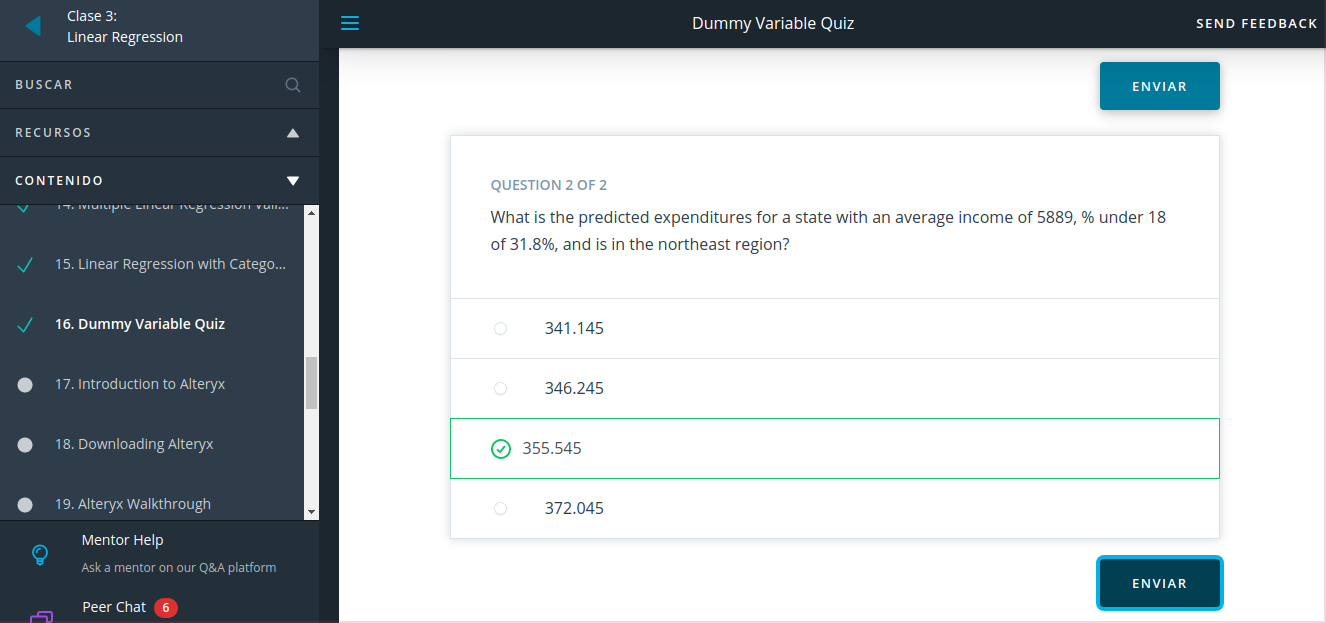 Clase 3:
Linear Regression
BUSCAR
RECURSOS
CONTENIDO
14. Multiple Linear Regression Vali...
15. Linear Regression with Catego...
16. Dummy Variable Quiz
17. Introduction to Alteryx
18. Downloading Alteryx
19. Alteryx Walkthrough
Mentor Help
Ask a mentor on our Q&A platform
Peer Chat 6
Dummy Variable Quiz
SEND FEEDBACK
ENVIAR
QUESTION 2 OF 2
What is the predicted expenditures for a state with an average income of 5889, % under 18
of 31.8%, and is in the northeast region?
341.145
346.245
355.545
372.045
ENVIAR